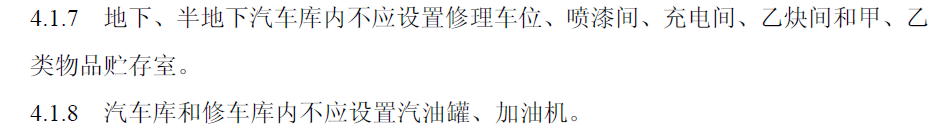 4.1.7 地下、半地下汽车库内不应设置修理车位、喷漆间、充电间、乙炔间和甲、乙
类物品贮存室。
4.1.8 汽车库和修车库内不应设置汽油罐、加油机。